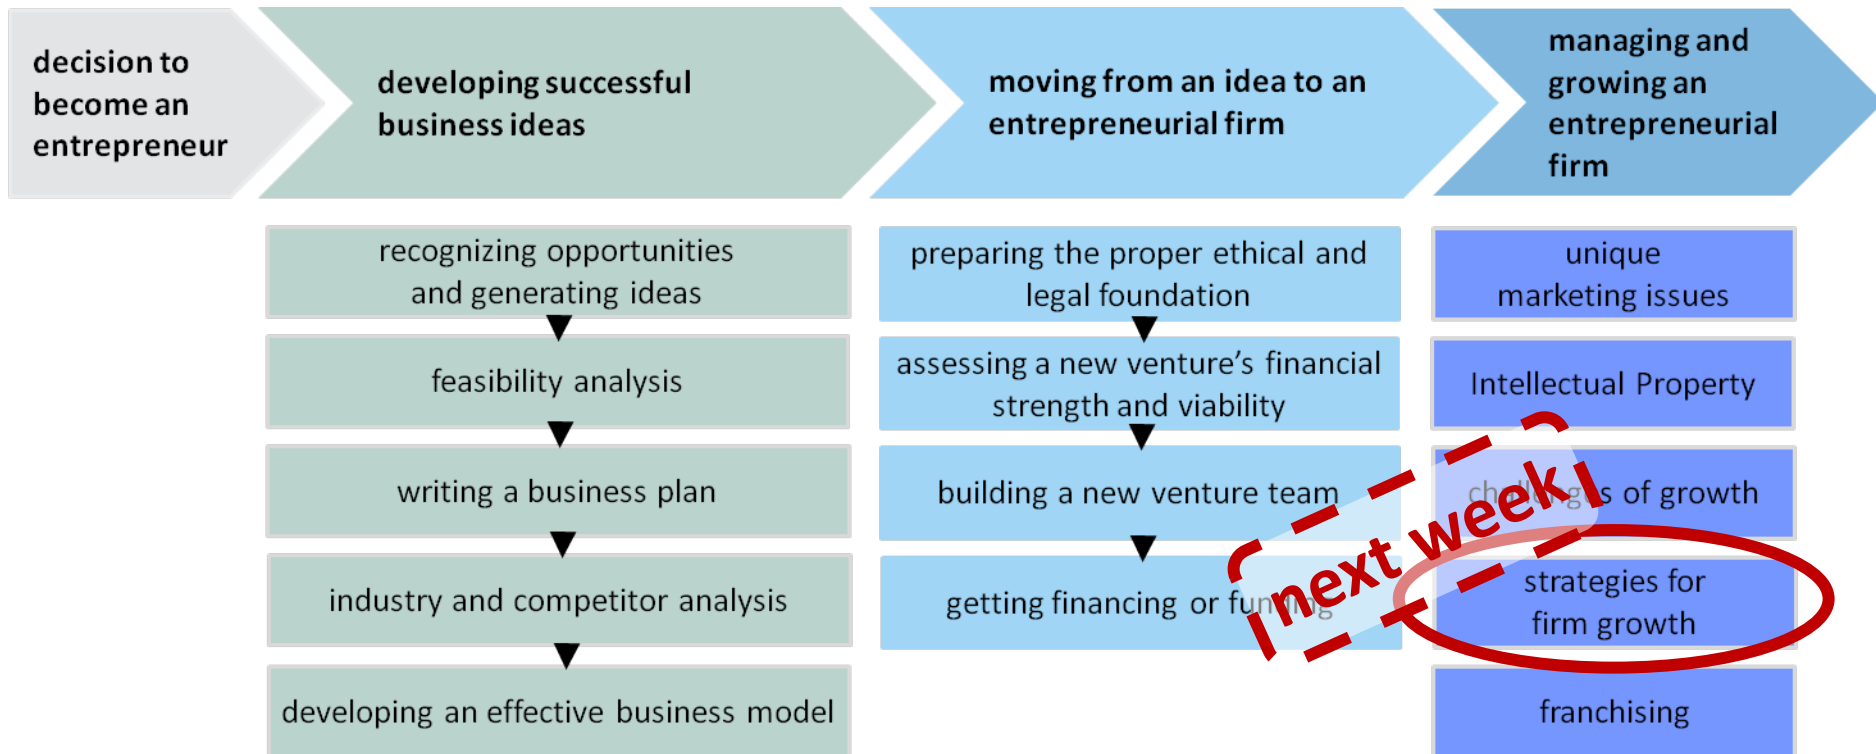 decision to
become an
entrepreneur
developing successful
business ideas
moving from an idea to an
entrepreneurial firm
managing and
growing an
entrepreneurial
firm
recognizing opportunities
and generating ideas
feasibility analysis
writing a business plan
industry and competitor analysis
developing an effective business model
preparing the proper ethical and
legal foundation
assessing a new venture’s financial
strength and viability
building a new venture team
getting financing or funding
unique
marketing issues
Intellectual Property
challenges of growth
strategies for
firm growth
franchising
next week